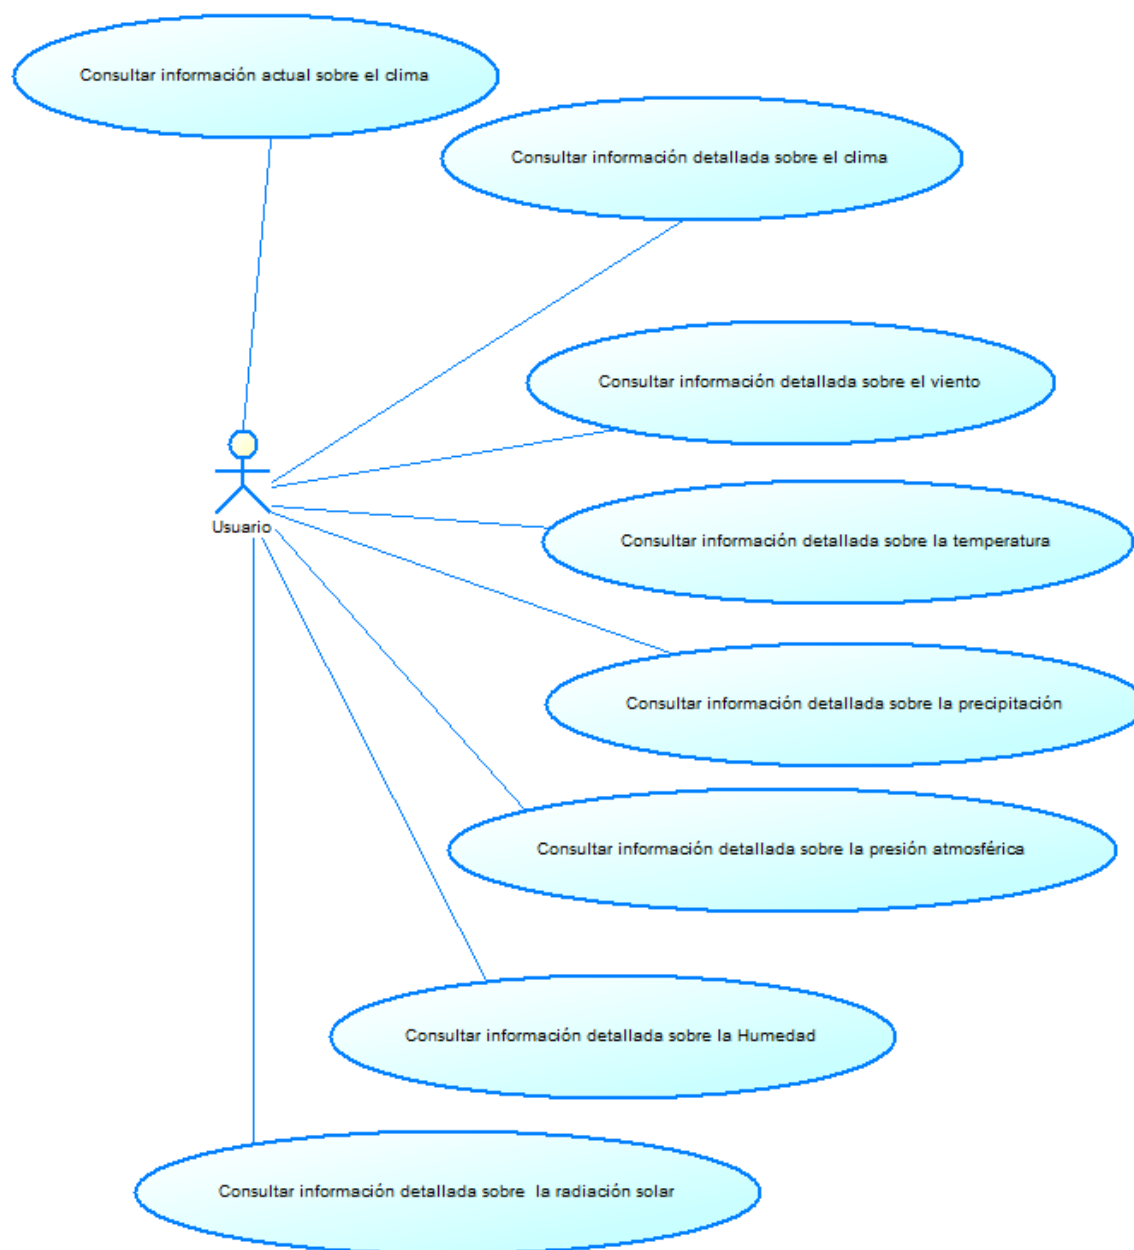 Consultar información actual sobre el clima
Consultar información detallada sobre el clima
Consultar información detallada sobre el viento
Usuario
Consultar información detallada sobre la temperatura
Consultar información detallada sobre la precipitación
Consultar información detallada sobre la presión atmosférica
Consultar información detallada sobre la Humedad
Consultar información detallada sobre  la radiación solar